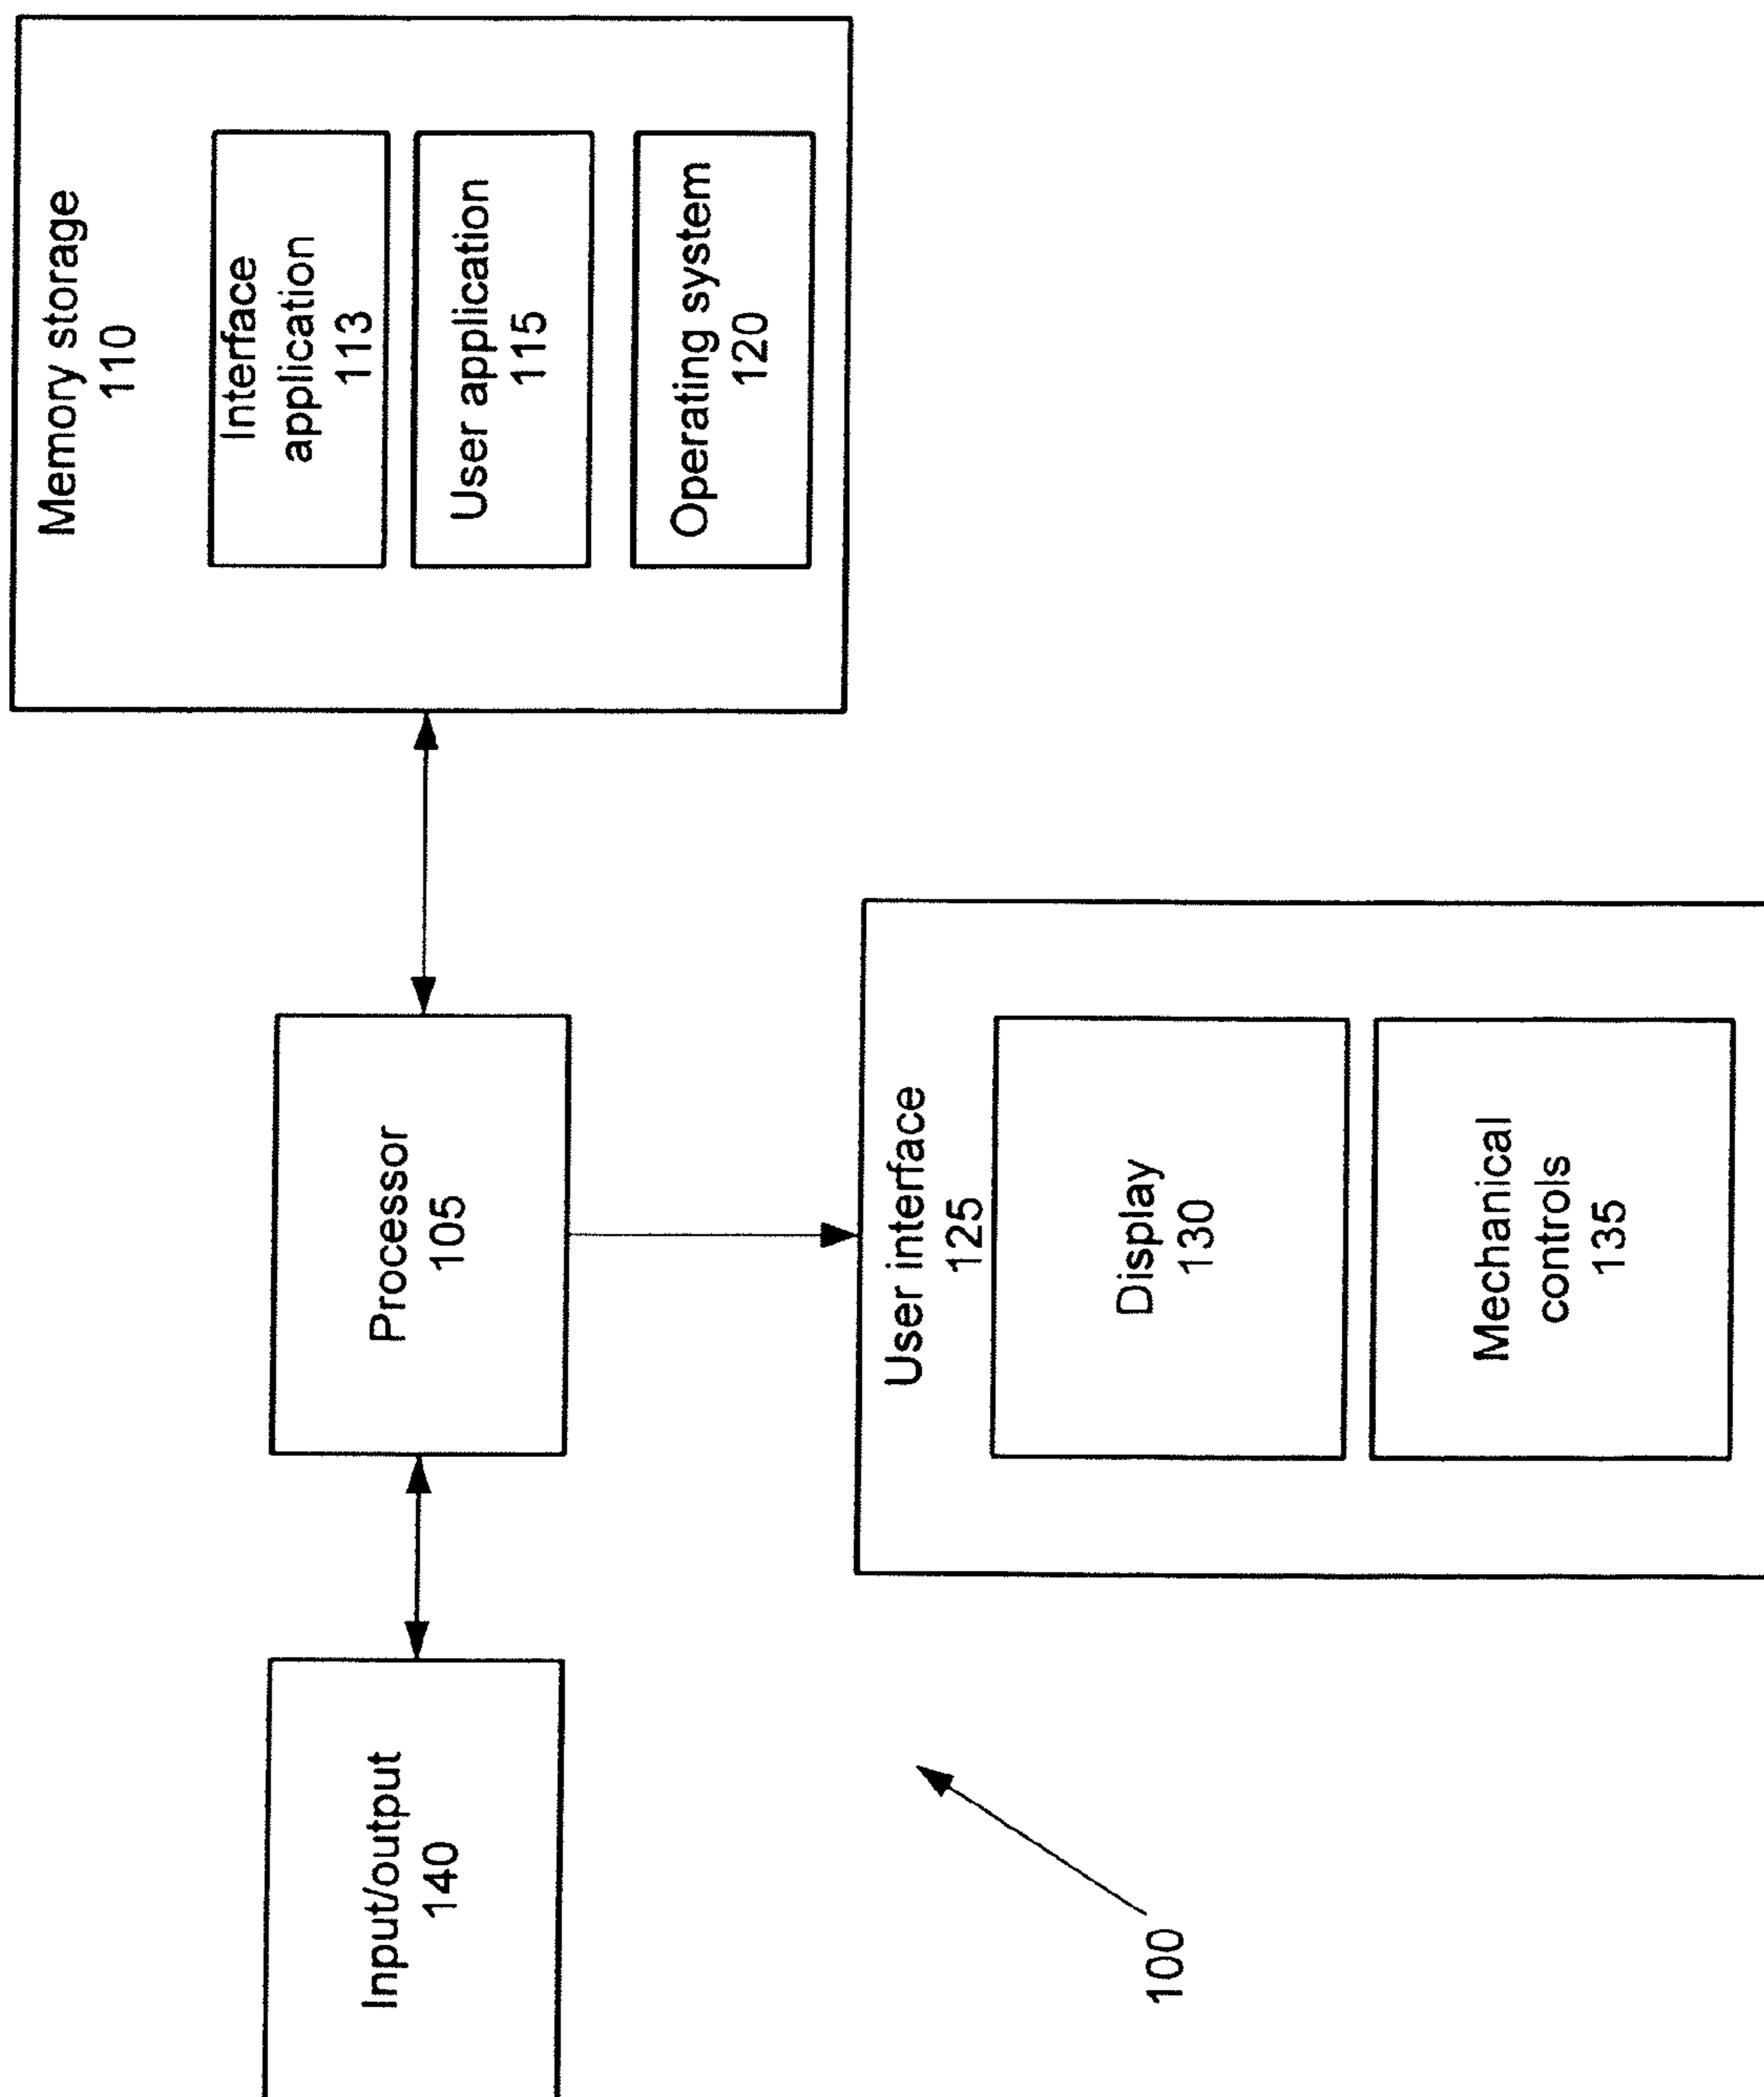 Memory storage
110
Interface
application
113
User application
115
Operating system
120
Processor
105
Input/output
140
User interface
125
Display
130
Mechanical
controls
135
100